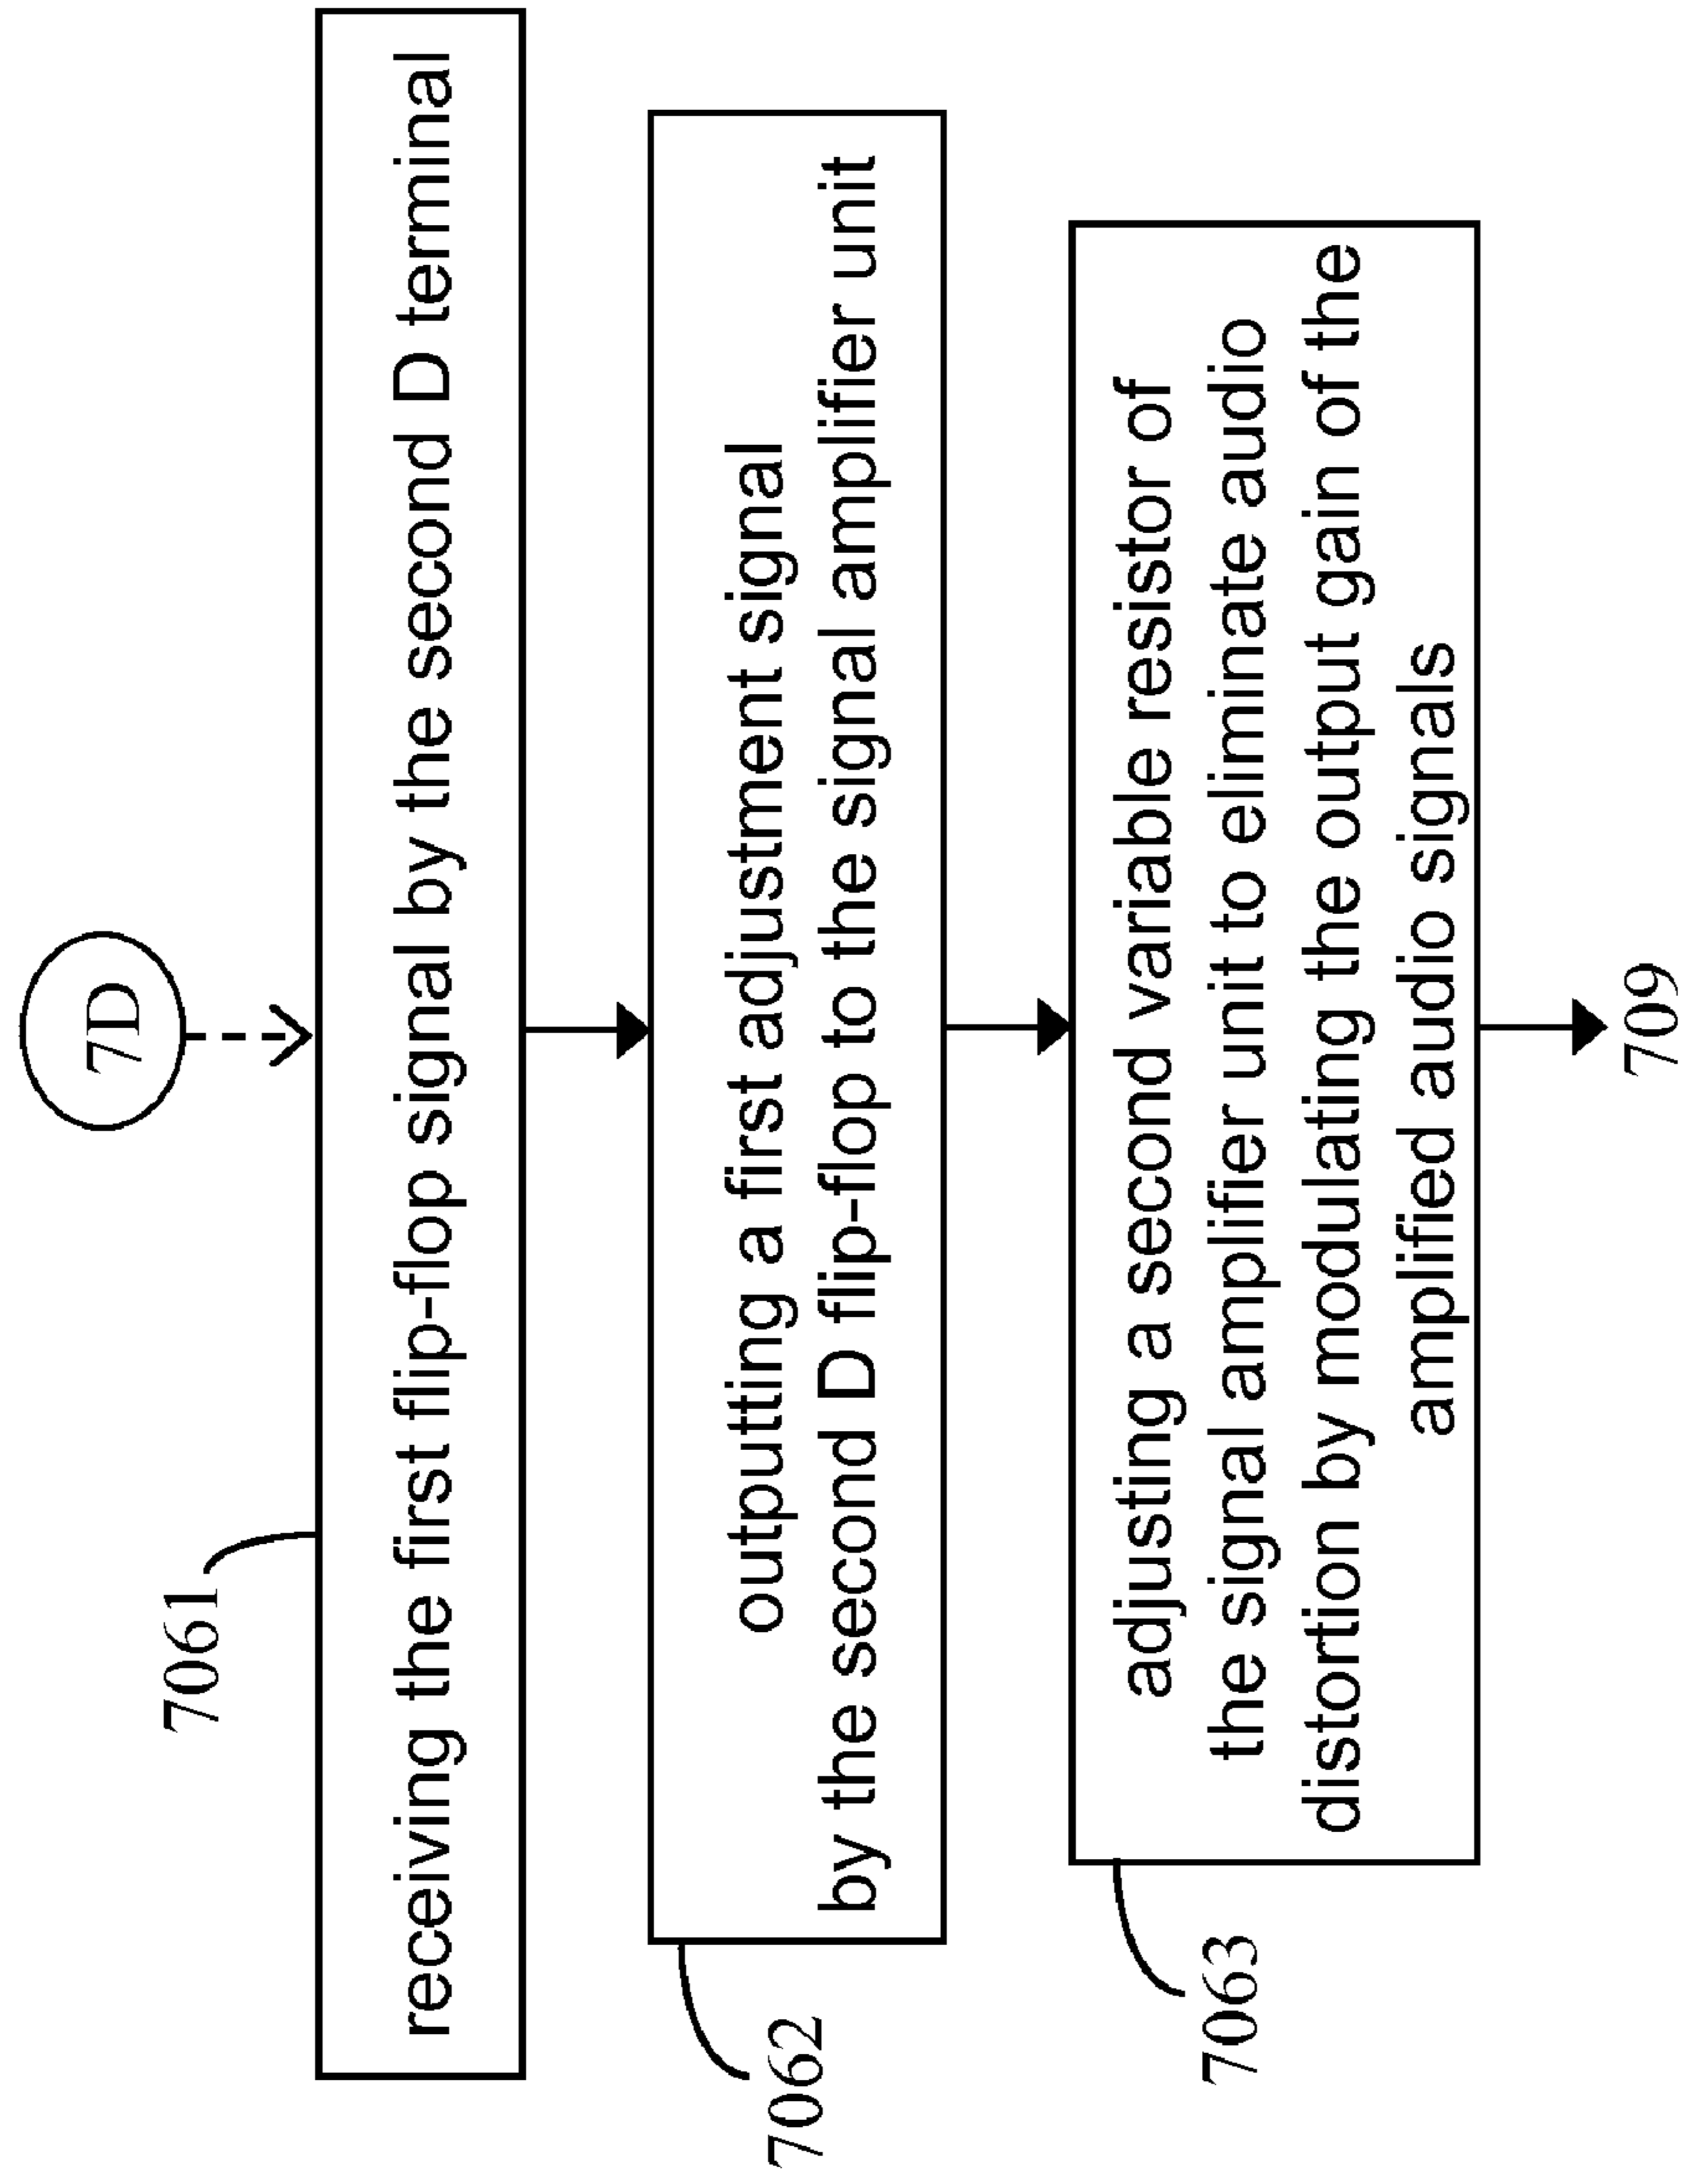 7D
7061
receiving the first flip-flop signal by the second D terminal
7062
outputting a first adjustment signal
by the second D flip-flop to the signal amplifier unit
7063
adjusting a second variable resistor of
the signal amplifier unit to eliminate audio
distortion by modulating the output gain of the
amplified audio signals
709